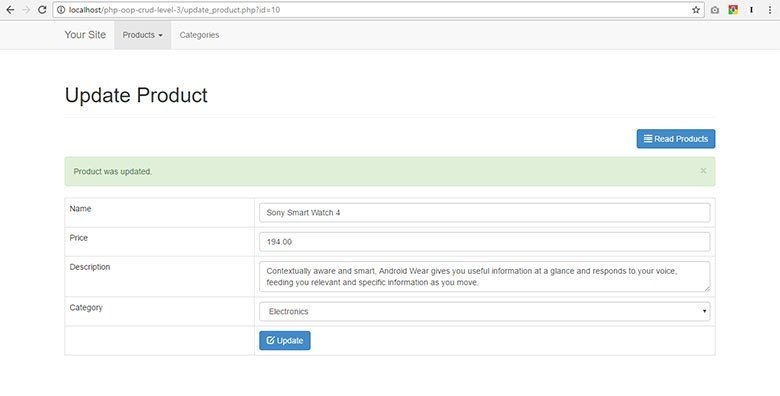 localhost/php-oop-crud-level-3/update_product.php?id=10
Your Site Products Categories
Update Product
Read Products
Product was updated. ×
Name Sony Smart Watch 4
Price 194.00
Description Contextually aware and smart, Android Wear gives you useful information at a glance and responds to your voice,
feeding you relevant and specific information as you move.
Category Electronics
Update